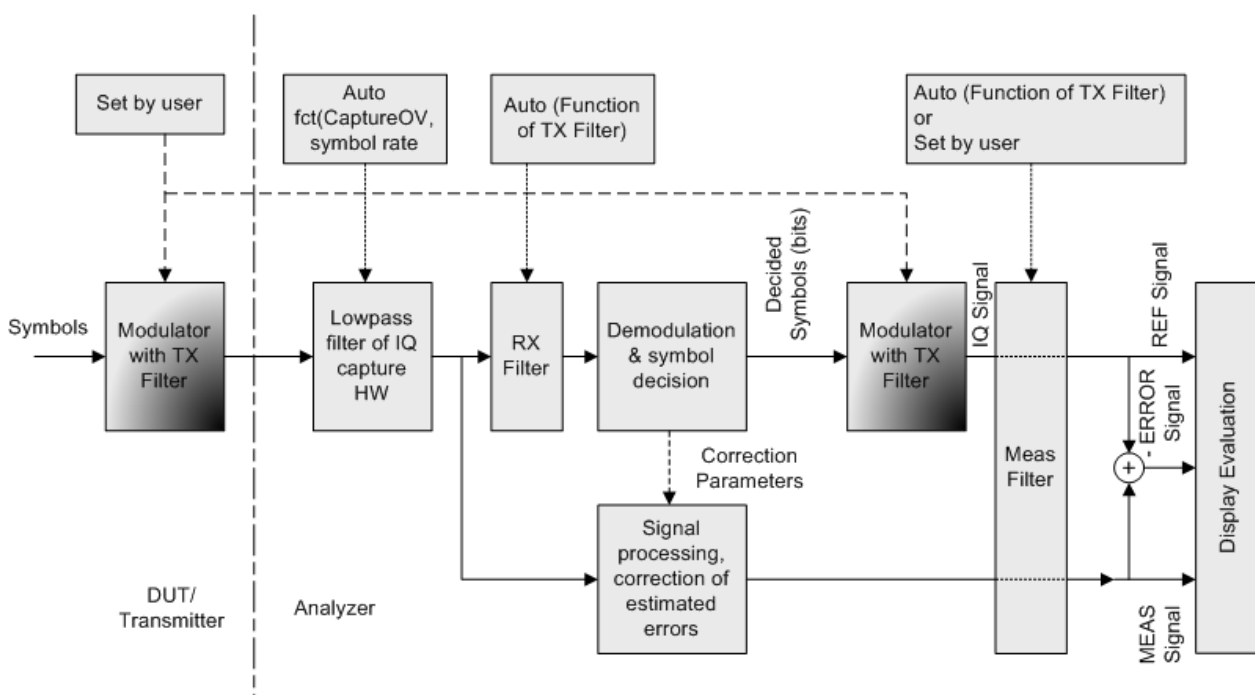 Set by user
Auto
fct(CaptureOV,
symbol rate
Auto (Function
of TX Filter)
Auto (Function of TX Filter)
or
Set by user
Symbols
Modulator
with TX
Filter
Lowpass
filter of IQ
capture
HW
RX
Filter
Demodulation
& symbol
decision
Decided
Symbols (bits)
Modulator
with TX
Filter
IQ Signal
Meas
Filter
REF Signal
- ERROR
Signal
+
MEAS
Signal
Display Evaluation
Correction
Parameters
Signal
processing,
correction of
estimated
errors
DUT/
Transmitter
Analyzer